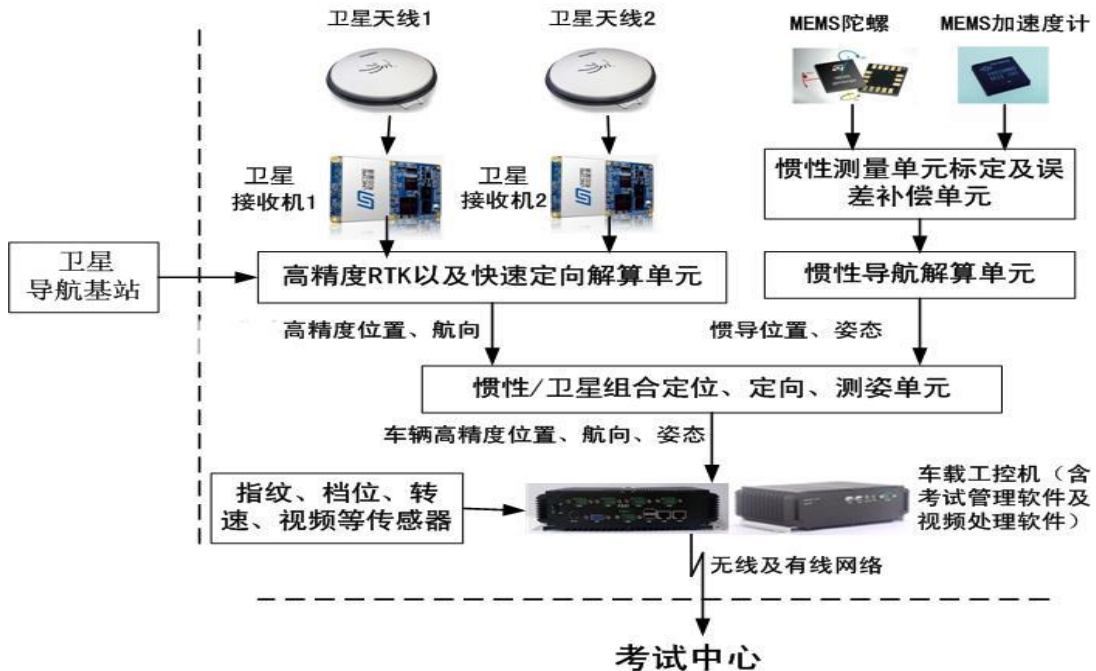 卫星天线1
卫星天线2
MEMS陀螺
MEMS加速度计
卫星
接收机1
卫星
接收机2
惯性测量单元标定及误
差补偿单元
卫星
导航基站
高精度RTK以及快速定向解算单元
惯性导航解算单元
高精度位置、航向
惯导位置、姿态
惯性/卫星组合定位、定向、测姿单元
车辆高精度位置、航向、姿态
指纹、档位、转
速、视频等传感器
车载工控机（含
考试管理软件及
视频处理软件）
无线及有线网络
考试中心